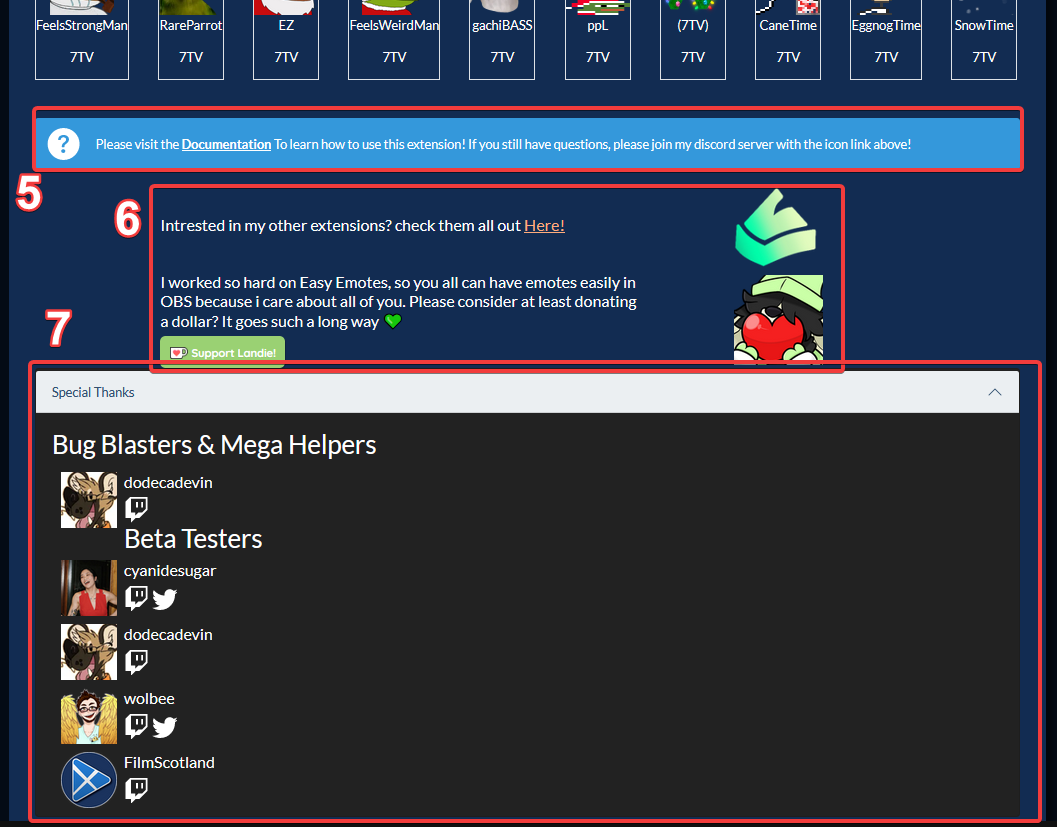 FeelsStrongMan RareParrot EZ FeelsWeirdMan gachiBASS ppL (7TV) CaneTime EggnogTime SnowTime
7TV 7TV 7TV 7TV 7TV 7TV 7TV 7TV 7TV 7TV
? Please visit the Documentation To learn how to use this extension! If you still have questions, please join my discord server with the icon link above!
5
6
Intrested in my other extensions? check them all out Here!
I worked so hard on Easy Emotes, so you all can have emotes easily in
OBS because i care about all of you. Please consider at least donating
a dollar? It goes such a long way 💚
Support Landie!
7
Special Thanks
Bug Blasters & Mega Helpers
dodecadevin
Beta Testers
cyanidesugar
dodecadevin
wolbee
FilmScotland